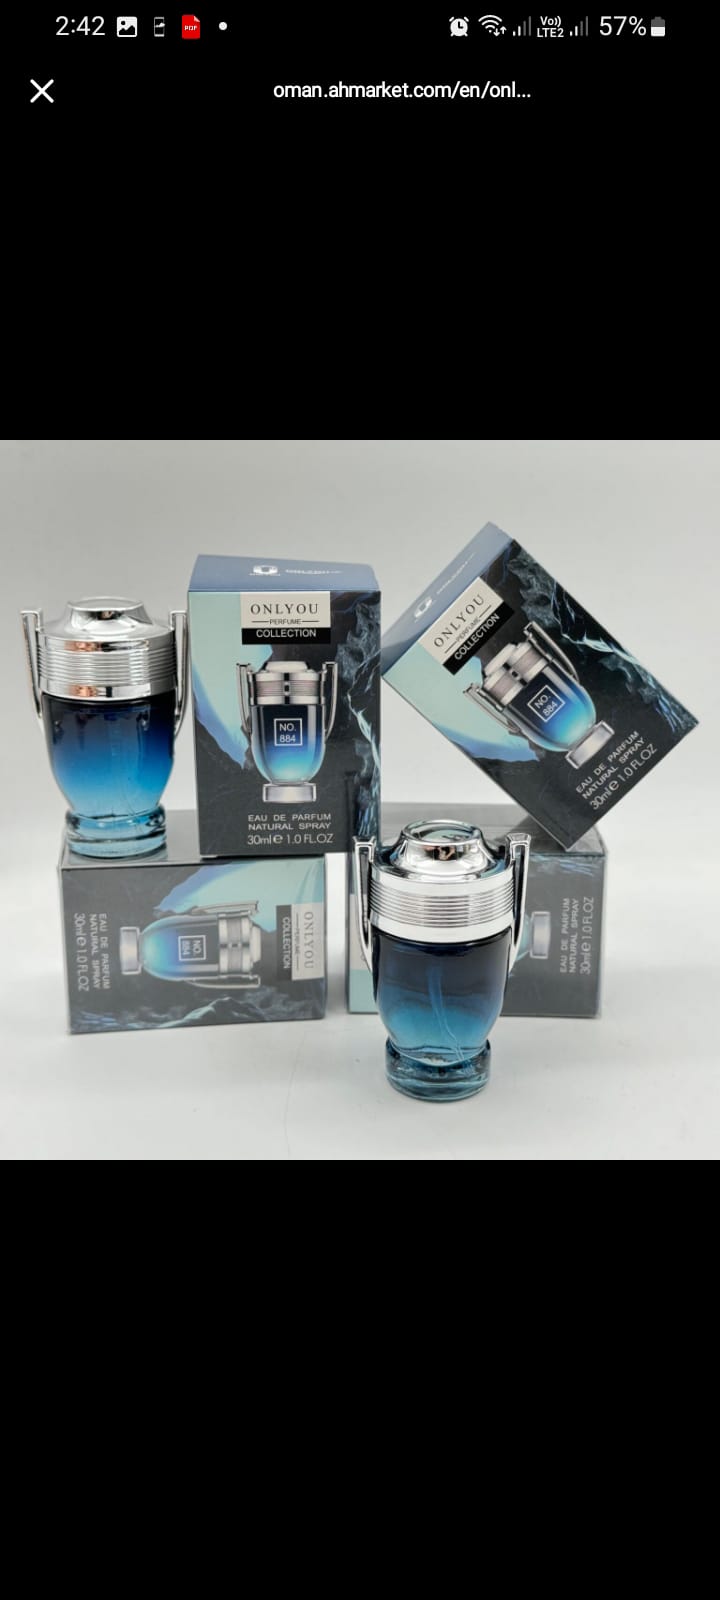 2:42
PDF
Vo))
LTE2
57%
oman.ahmarket.com/en/onl...
ONLYOU
PERFUME
COLLECTION
NO.
884
EAU DE PARFUM
NATURAL SPRAY
30ml e 1.0 FL.OZ
ONLYOU
PERFUME
COLLECTION
NO.
884
EAU DE PARFUM
NATURAL SPRAY
30ml e 1.0 FL.OZ
ONLYOU
COLLECTION
NO.
884
EAU DE PARFUM
NATURAL SPRAY
30ml e 1.0 FL.OZ
EAU DE PARFUM
NATURAL SPRAY
30ml e 1.0 FL.OZ